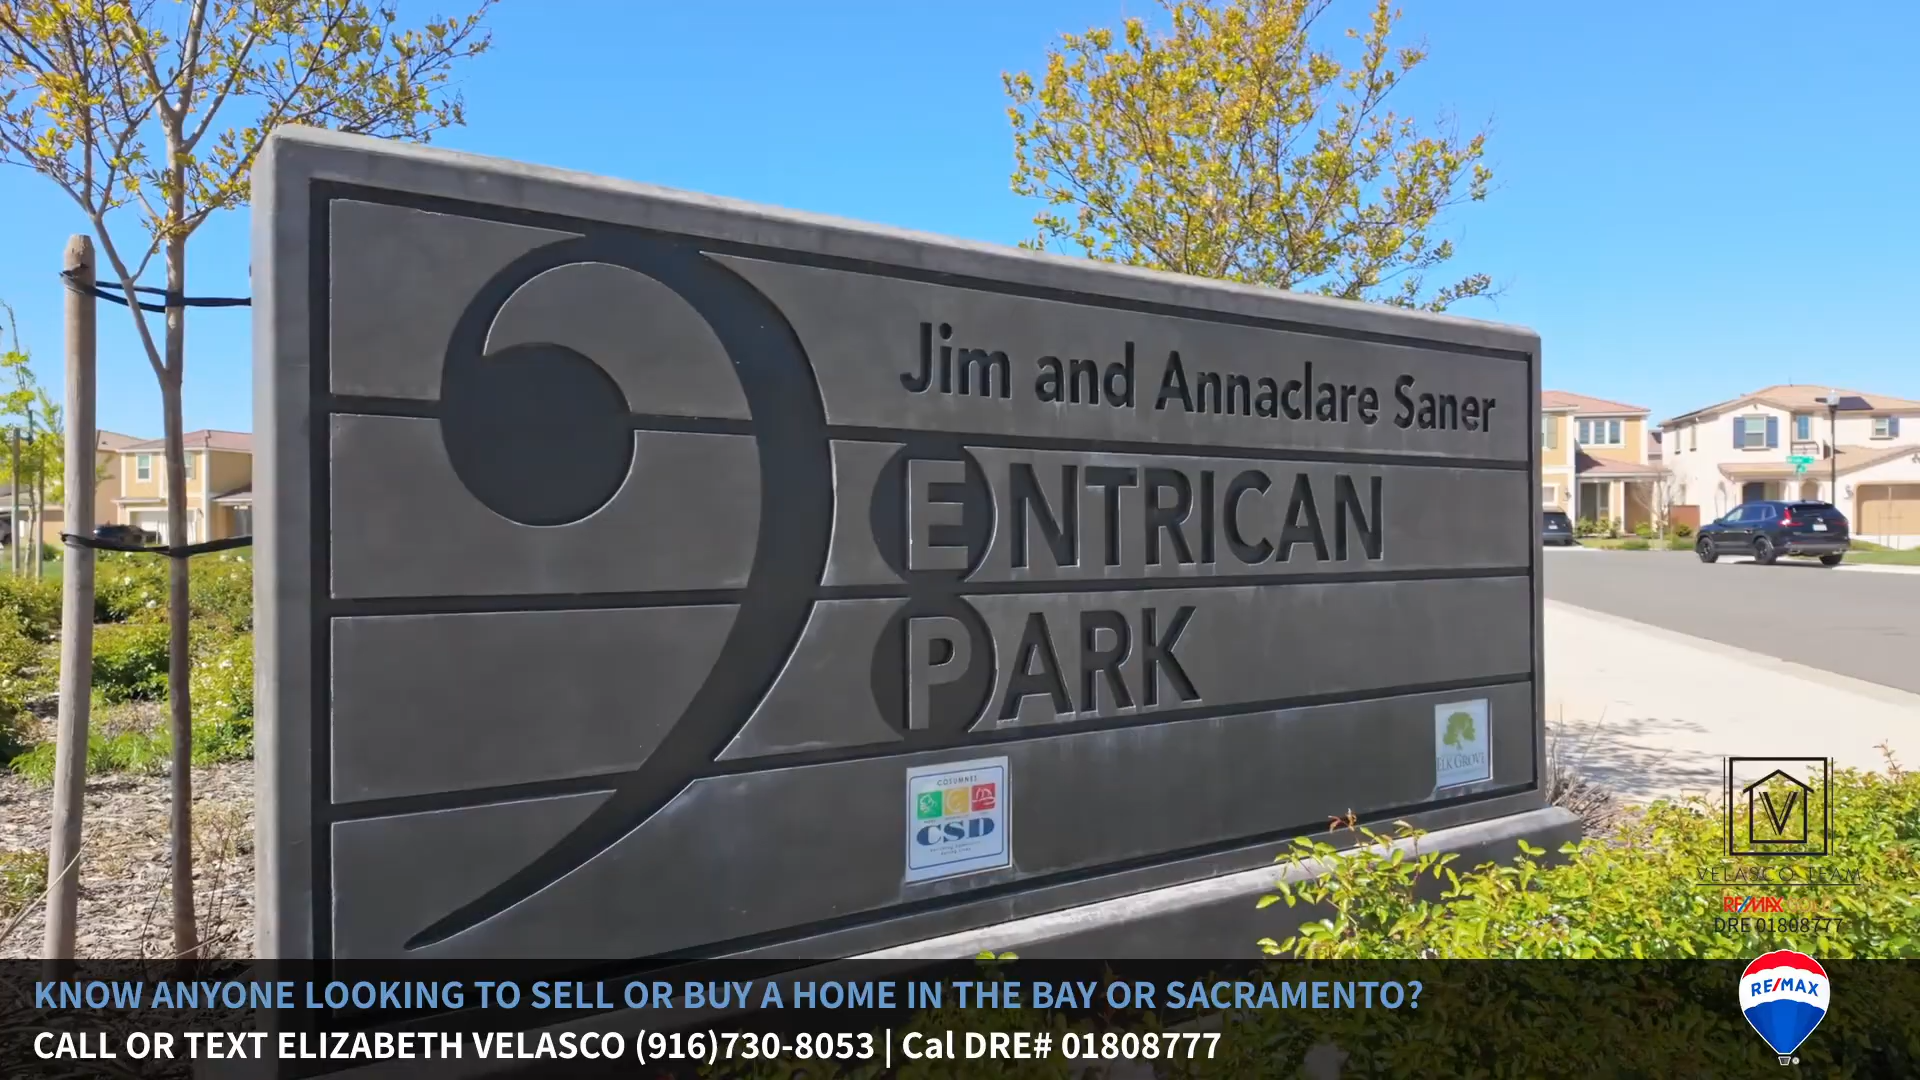 Jim and Annaclare Saner
ENTRICAN
PARK
COSUMNES
CSD
ELK GROVE
VELASCO TEAM
RE/MAX GOLD
DRE 01808777
KNOW ANYONE LOOKING TO SELL OR BUY A HOME IN THE BAY OR SACRAMENTO?
CALL OR TEXT ELIZABETH VELASCO (916)730-8053 | Cal DRE# 01808777
RE/MAX